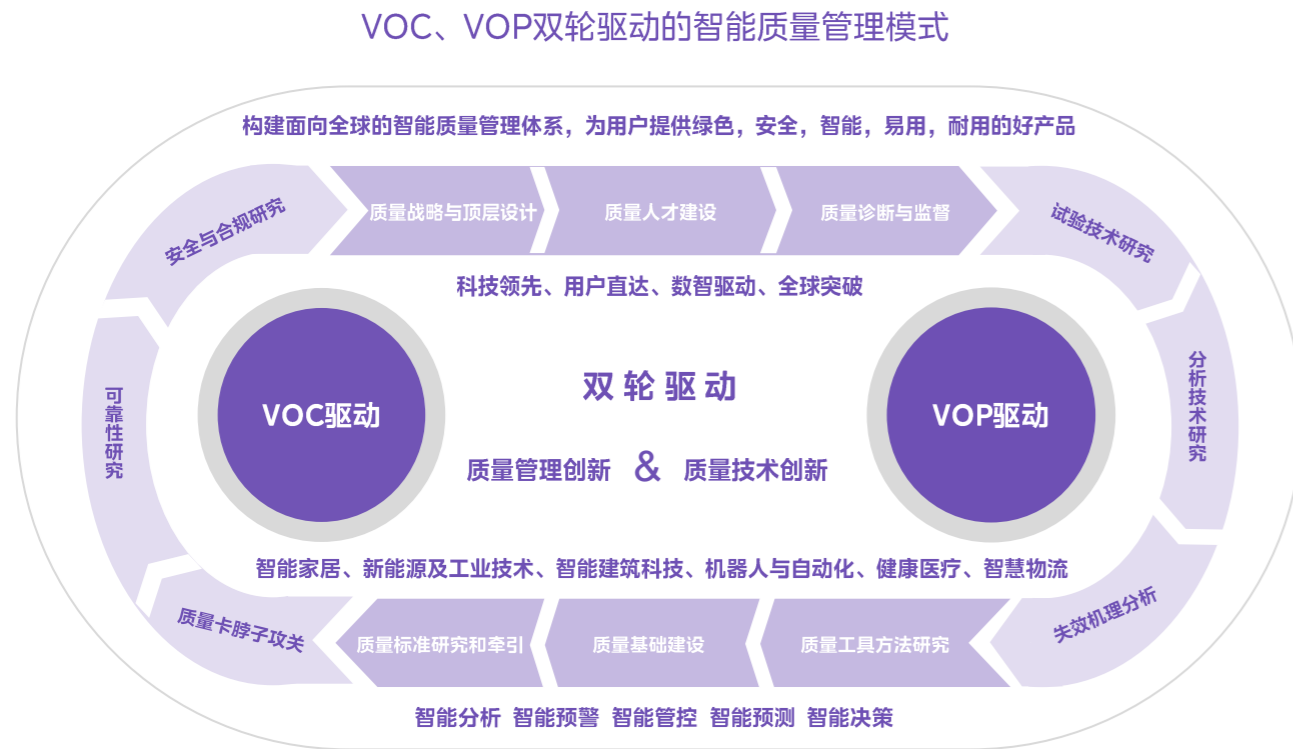 VOC、VOP双轮驱动的智能质量管理模式
构建面向全球的智能质量管理体系，为用户提供绿色，安全，智能，易用，耐用的好产品
安全与合规研究
质量战略与顶层设计
质量人才建设
质量诊断与监督
试验技术研究
科技领先、用户直达、数智驱动、全球突破
可靠性研究
VOC驱动
双轮驱动
质量管理创新 & 质量技术创新
VOP驱动
分析技术研究
智能家居、新能源及工业技术、智能建筑科技、机器人与自动化、健康医疗、智慧物流
质量卡脖子攻关
质量标准研究和牵引
质量基础建设
质量工具方法研究
失效机理分析
智能分析 智能预警 智能管控 智能预测 智能决策